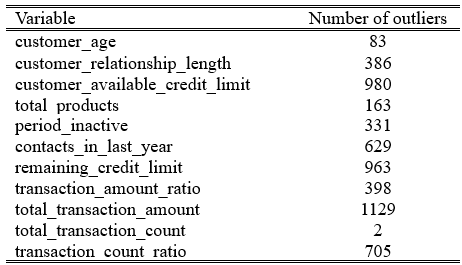 Variable Number of outliers
customer_age 83
customer_relationship_length 386
customer_available_credit_limit 980
total_products 163
period_inactive 331
contacts_in_last_year 629
remaining_credit_limit 963
transaction_amount_ratio 398
total_transaction_amount 1129
total_transaction_count 2
transaction_count_ratio 705